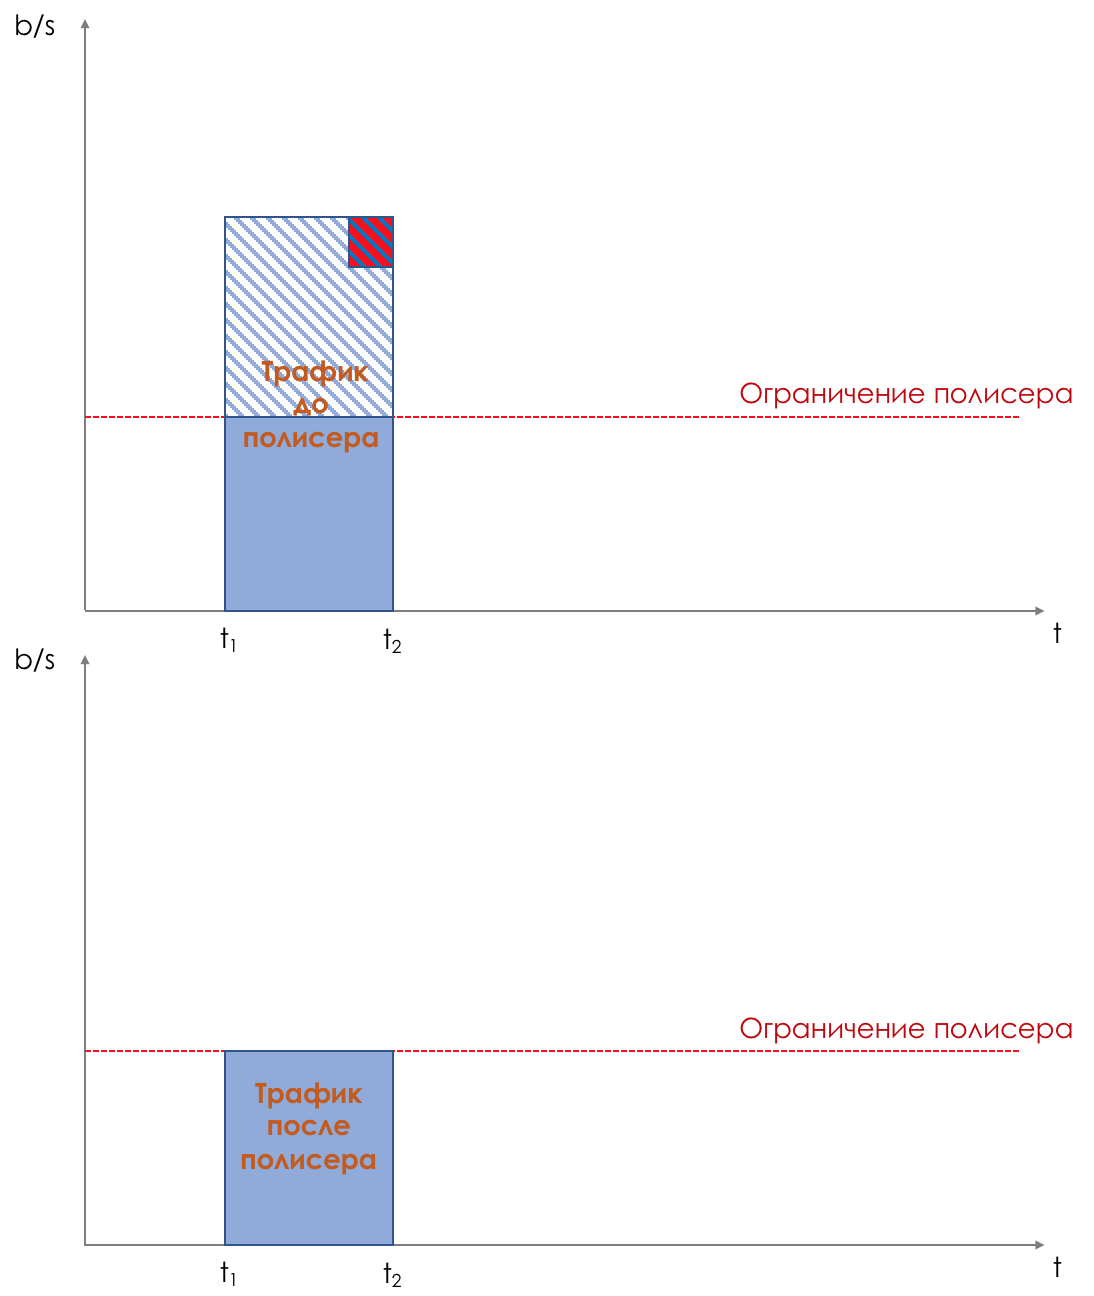 b/s
Трафик
до
полисера
Ограничение полисера
t1
t2
t
b/s
Ограничение полисера
Трафик
после
полисера
t1
t2
t